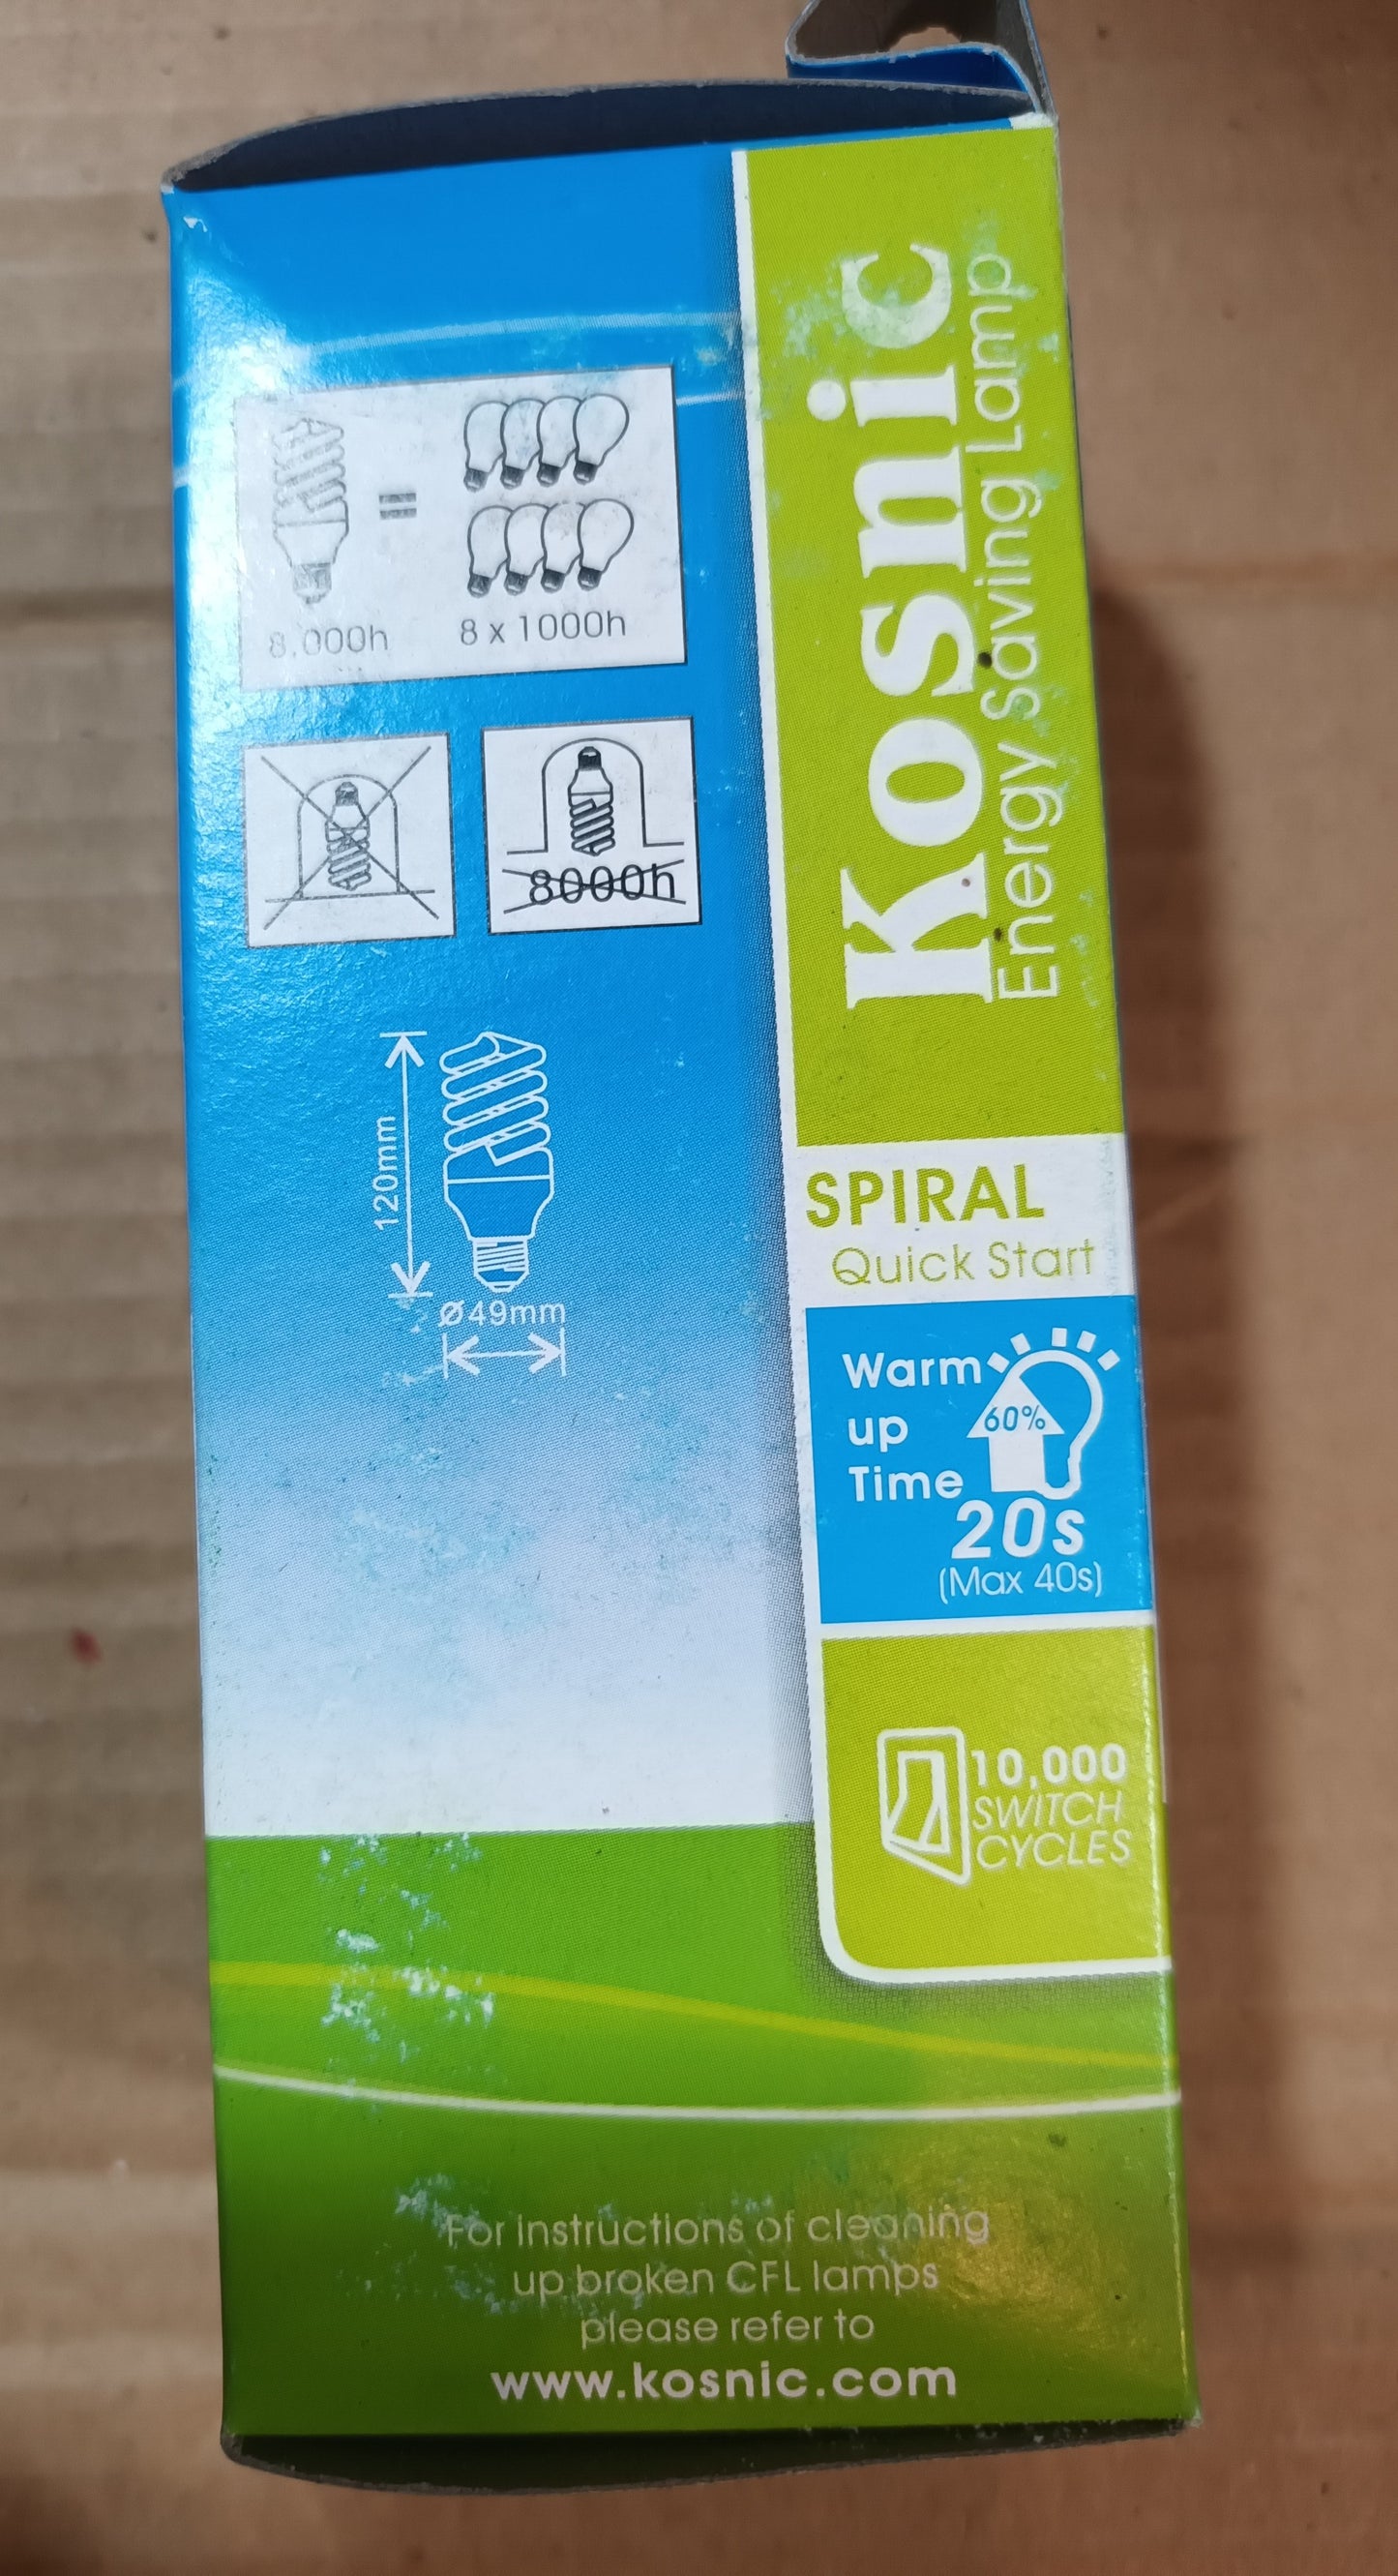 Kosnic
Energy Saving Lamp
8,000h
=
8 x 1000h
8000h
120mm
Ø49mm
SPIRAL
Quick Start
Warm
up
Time
60%
20s
(Max 40s)
10,000
SWITCH
CYCLES
For instructions of cleaning
up broken CFL lamps
please refer to
www.kosnic.com